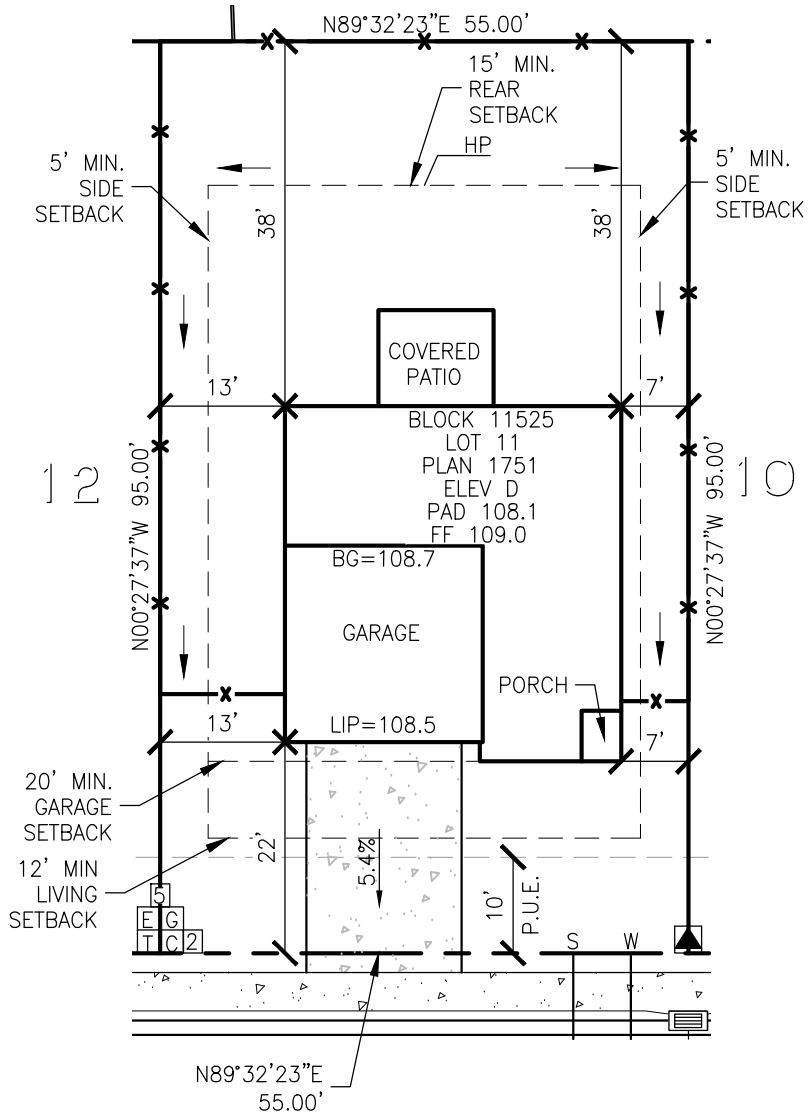 N89°32'23"E 55.00'
15' MIN.
REAR
SETBACK
HP
5' MIN.
SIDE
SETBACK
5' MIN.
SIDE
SETBACK
38'
38'
COVERED
PATIO
13'
7'
BLOCK 11525
LOT 11
PLAN 1751
ELEV D
PAD 108.1
FF 109.0
12
N00°27'37"W 95.00'
N00°27'37"W 95.00'
10
BG=108.7
GARAGE
PORCH
LIP=108.5
13'
7'
20' MIN.
GARAGE
SETBACK
12' MIN
LIVING
SETBACK
22'
5.4%
10'
P.U.E.
5
E G
T C 2
S W
N89°32'23"E
55.00'